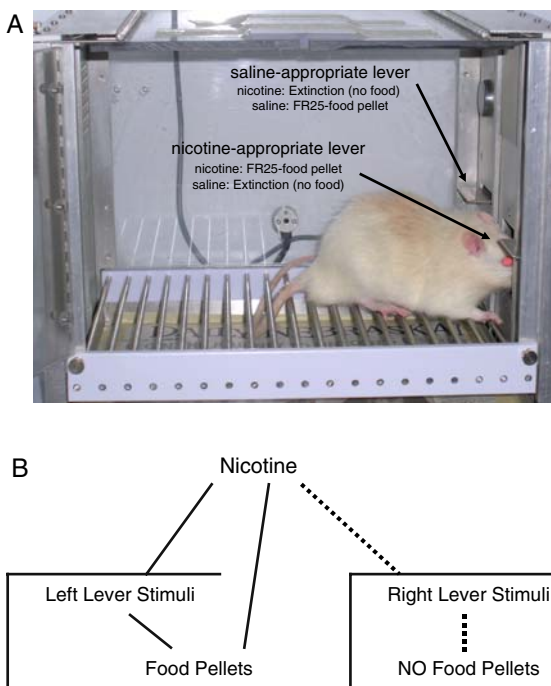 A
saline-appropriate lever
nicotine: Extinction (no food)
saline: FR25-food pellet
nicotine-appropriate lever
nicotine: FR25-food pellet
saline: Extinction (no food)
B
Nicotine
Left Lever Stimuli
Right Lever Stimuli
Food Pellets
NO Food Pellets